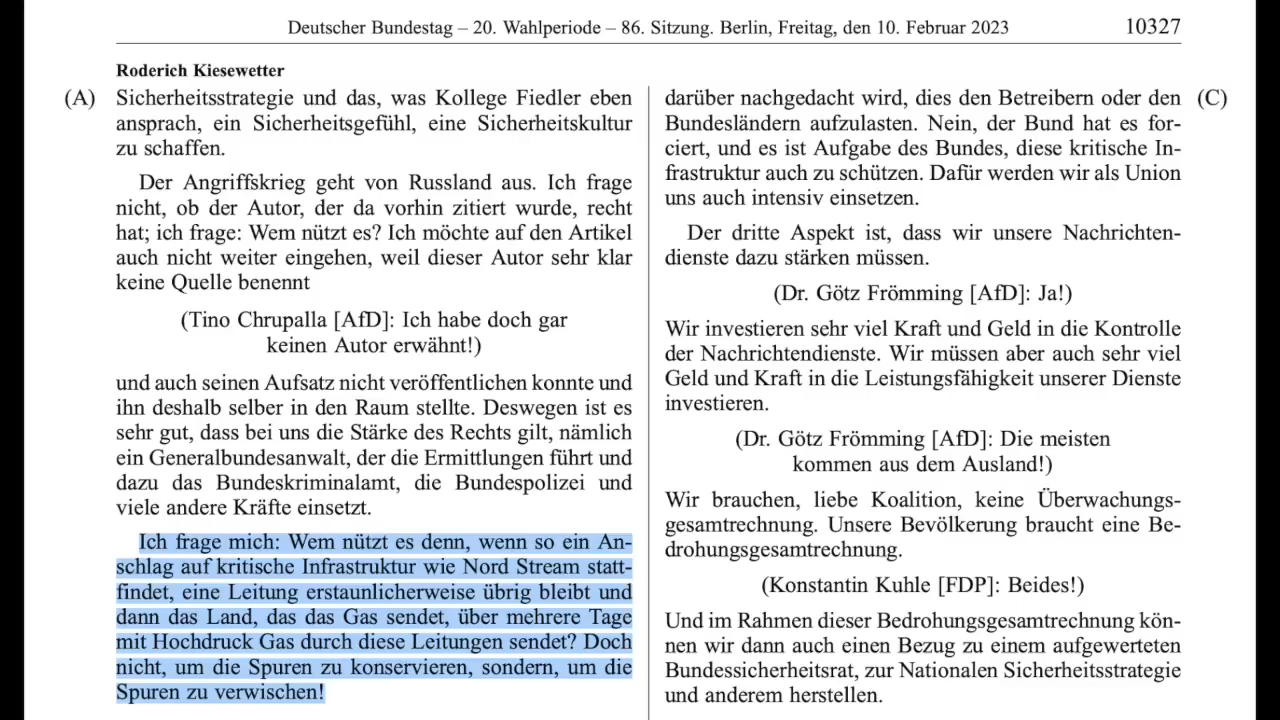 Deutscher Bundestag – 20. Wahlperiode – 86. Sitzung. Berlin, Freitag, den 10. Februar 2023
10327
Roderich Kiesewetter
(A)
Sicherheitsstrategie und das, was Kollege Fiedler eben
ansprach, ein Sicherheitsgefühl, eine Sicherheitskultur
zu schaffen.
Der Angriffskrieg geht von Russland aus. Ich frage
nicht, ob der Autor, der da vorhin zitiert wurde, recht
hat; ich frage: Wem nützt es? Ich möchte auf den Artikel
auch nicht weiter eingehen, weil dieser Autor sehr klar
keine Quelle benennt
(Tino Chrupalla [AfD]: Ich habe doch gar
keinen Autor erwähnt!)
und auch seinen Aufsatz nicht veröffentlichen konnte und
ihn deshalb selber in den Raum stellte. Deswegen ist es
sehr gut, dass bei uns die Stärke des Rechts gilt, nämlich
ein Generalbundesanwalt, der die Ermittlungen führt und
dazu das Bundeskriminalamt, die Bundespolizei und
viele andere Kräfte einsetzt.
Ich frage mich: Wem nützt es denn, wenn so ein An-
schlag auf kritische Infrastruktur wie Nord Stream statt-
findet, eine Leitung erstaunlicherweise übrig bleibt und
dann das Land, das das Gas sendet, über mehrere Tage
mit Hochdruck Gas durch diese Leitungen sendet? Doch
nicht, um die Spuren zu konservieren, sondern, um die
Spuren zu verwischen!
darüber nachgedacht wird, dies den Betreibern oder den
(C)
Bundesländern aufzulasten. Nein, der Bund hat es for-
ciert, und es ist Aufgabe des Bundes, diese kritische In-
frastruktur auch zu schützen. Dafür werden wir als Union
uns auch intensiv einsetzen.
Der dritte Aspekt ist, dass wir unsere Nachrichten-
dienste dazu stärken müssen.
(Dr. Götz Frömming [AfD]: Ja!)
Wir investieren sehr viel Kraft und Geld in die Kontrolle
der Nachrichtendienste. Wir müssen aber auch sehr viel
Geld und Kraft in die Leistungsfähigkeit unserer Dienste
investieren.
(Dr. Götz Frömming [AfD]: Die meisten
kommen aus dem Ausland!)
Wir brauchen, liebe Koalition, keine Überwachungs-
gesamtrechnung. Unsere Bevölkerung braucht eine Be-
drohungsgesamtrechnung.
(Konstantin Kuhle [FDP]: Beides!)
Und im Rahmen dieser Bedrohungsgesamtrechnung kön-
nen wir dann auch einen Bezug zu einem aufgewerteten
Bundessicherheitsrat, zur Nationalen Sicherheitsstrategie
und anderem herstellen.